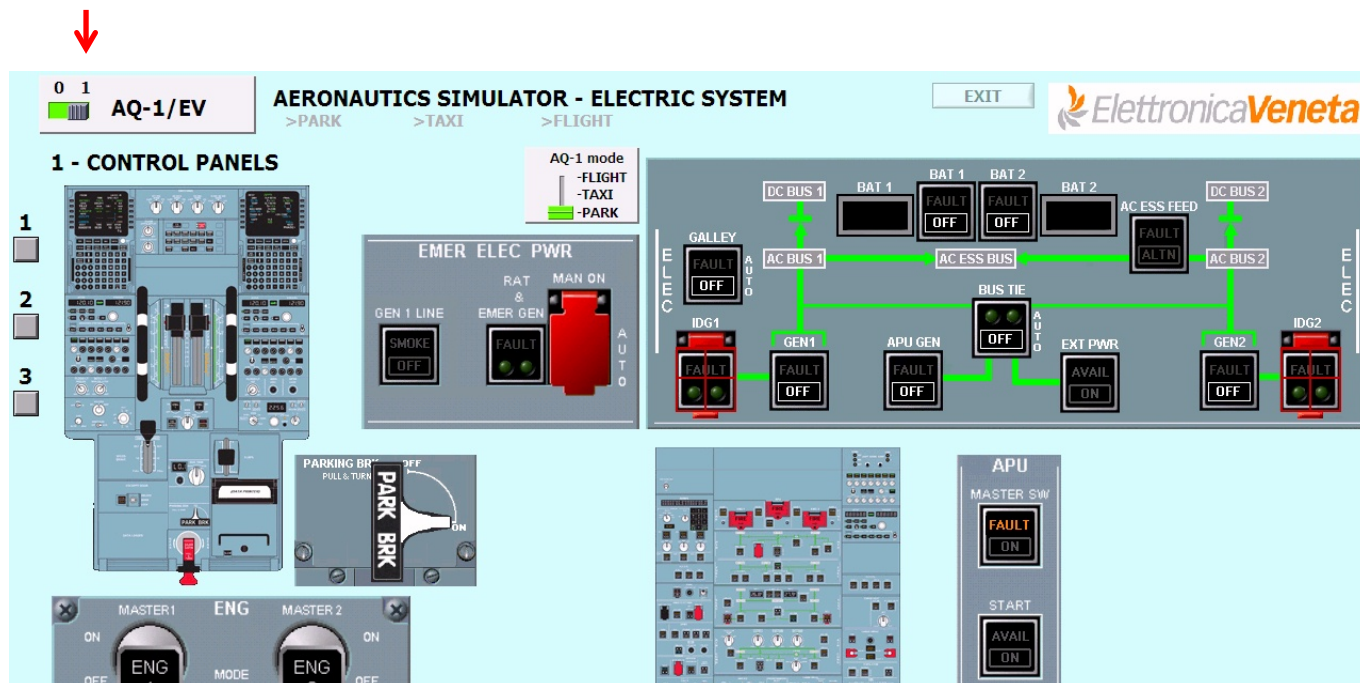 0 1
AQ-1/EV
AERONAUTICS SIMULATOR - ELECTRIC SYSTEM
>PARK >TAXI >FLIGHT
EXIT
ElettronicaVeneta
1 - CONTROL PANELS
AQ-1 mode
-FLIGHT
-TAXI
-PARK
1
2
3
EMER ELEC PWR
RAT
&
EMER GEN
MAN ON
GEN 1 LINE
SMOKE
OFF
FAULT
AUTO
ELEC
DC BUS 1
BAT 1
BAT 1
FAULT
OFF
BAT 2
FAULT
OFF
BAT 2
DC BUS 2
AC ESS FEED
FAULT
ALTN
GALLEY
FAULT
OFF
AUTO
AC BUS 1
AC ESS BUS
AC BUS 2
ELEC
BUS TIE
OFF
AUTO
IDG1
FAULT
GEN1
FAULT
OFF
APU GEN
FAULT
OFF
EXT PWR
AVAIL
ON
GEN2
FAULT
OFF
IDG2
FAULT
PARKING BRK
PULL & TURN
OFF
ON
PARK BRK
APU
MASTER SW
FAULT
ON
START
AVAIL
ON
MASTER1 ENG MASTER 2
ON ON
ENG ENG
OFF MODE OFF